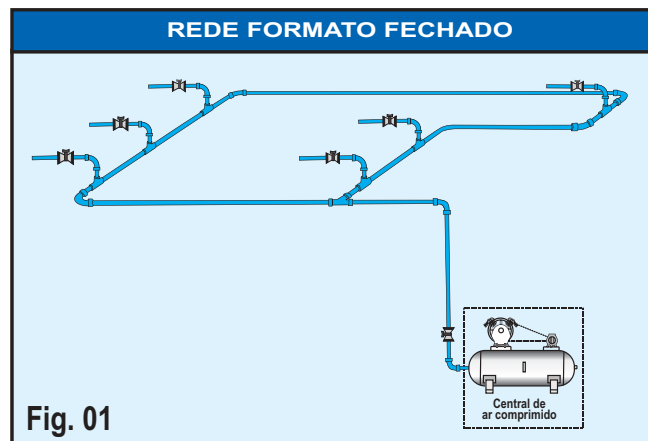 REDE FORMATO FECHADO
Central de
ar comprimido
Fig. 01